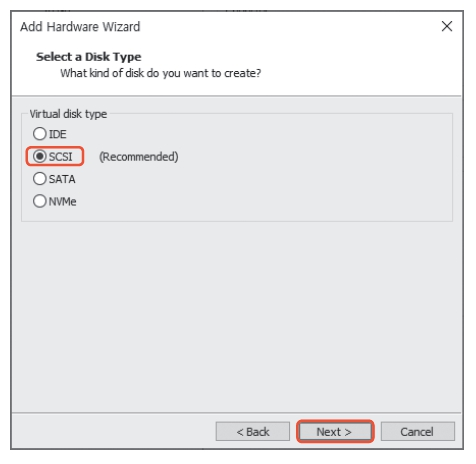 Add Hardware Wizard
Select a Disk Type
What kind of disk do you want to create?
Virtual disk type
IDE
SCSI (Recommended)
SATA
NVMe
< Back Next > Cancel